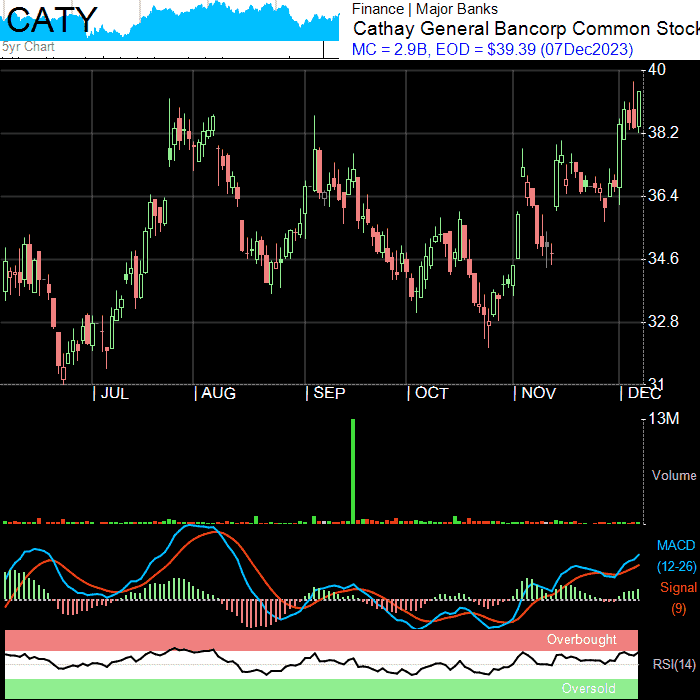 CATY
5yr Chart
Finance | Major Banks
Cathay General Bancorp Common Stock
MC = 2.9B, EOD = $39.39 (07Dec2023)
40
38.2
36.4
34.6
32.8
31
| JUL | AUG | SEP | OCT | NOV | DEC
13M
Volume
MACD
(12-26)
Signal
(9)
Overbought
RSI(14)
Oversold